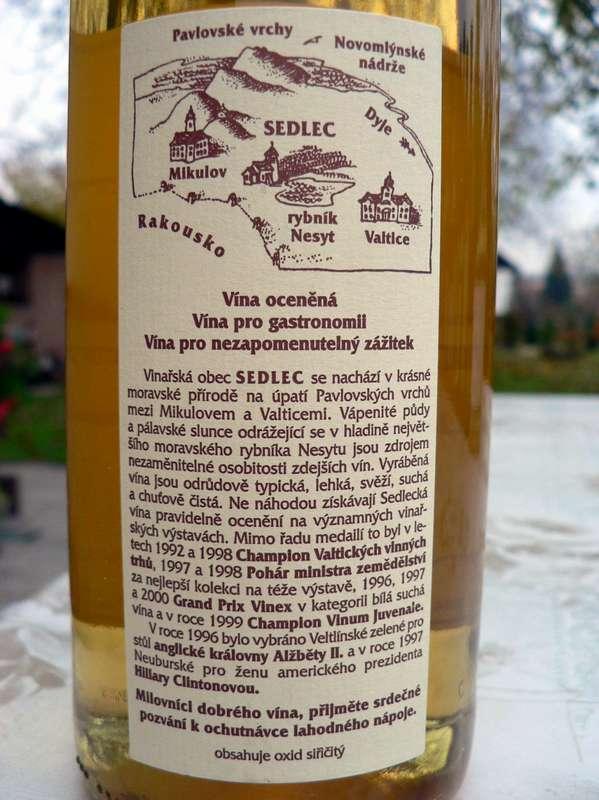 Pavlovské vrchy
Novomlýnské
nádrže
Dyje
SEDLEC
Mikulov
rybník
Nesyt
Valtice
Rakousko
Vína oceněná
Vína pro gastronomii
Vína pro nezapomenutelný zážitek
Vinařská obec SEDLEC se nachází v krásné
moravské přírodě na úpatí Pavlovských vrchů
mezi Mikulovem a Valticemi. Vápenité půdy
a pálavské slunce odrážející se v hladině největ-
šího moravského rybníka Nesytu jsou zdrojem
nezaměnitelné osobitosti zdejších vín. Vyráběná
vína jsou odrůdově typická, lehká, svěží, suchá
a chuťově čistá. Ne náhodou získávají Sedlecká
vína pravidelně ocenění na významných vinař-
ských výstavách. Mimo řadu medailí to byl v le-
tech 1992 a 1998 Champion Valtických vinných
trhů, 1997 a 1998 Pohár ministra zemědělství
za nejlepší kolekci na téže výstavě, 1996, 1997
a 2000 Grand Prix Vinex v kategorii bílá suchá
vína a v roce 1999 Champion Vinum Juvenale.
V roce 1996 bylo vybráno Veltlínské zelené pro
stůl anglické královny Alžběty II. a v roce 1997
Neuburské pro ženu amerického prezidenta
Hillary Clintonovou.
Milovníci dobrého vína, přijměte srdečné
pozvání k ochutnávce lahodného nápoje.
obsahuje oxid siřičitý